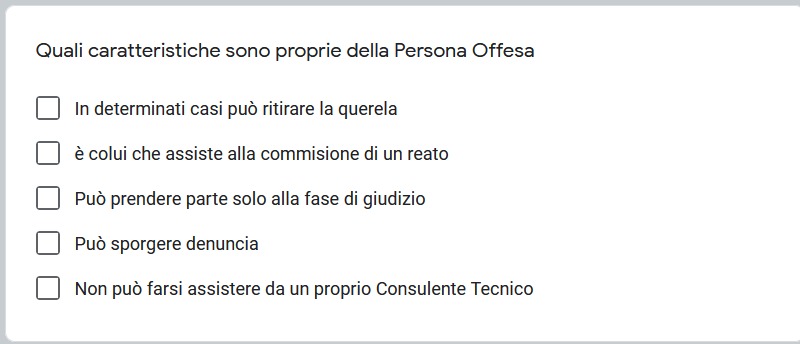 Quali caratteristiche sono proprie della Persona Offesa
In determinati casi può ritirare la querela
è colui che assiste alla commisione di un reato
Può prendere parte solo alla fase di giudizio
Può sporgere denuncia
Non può farsi assistere da un proprio Consulente Tecnico